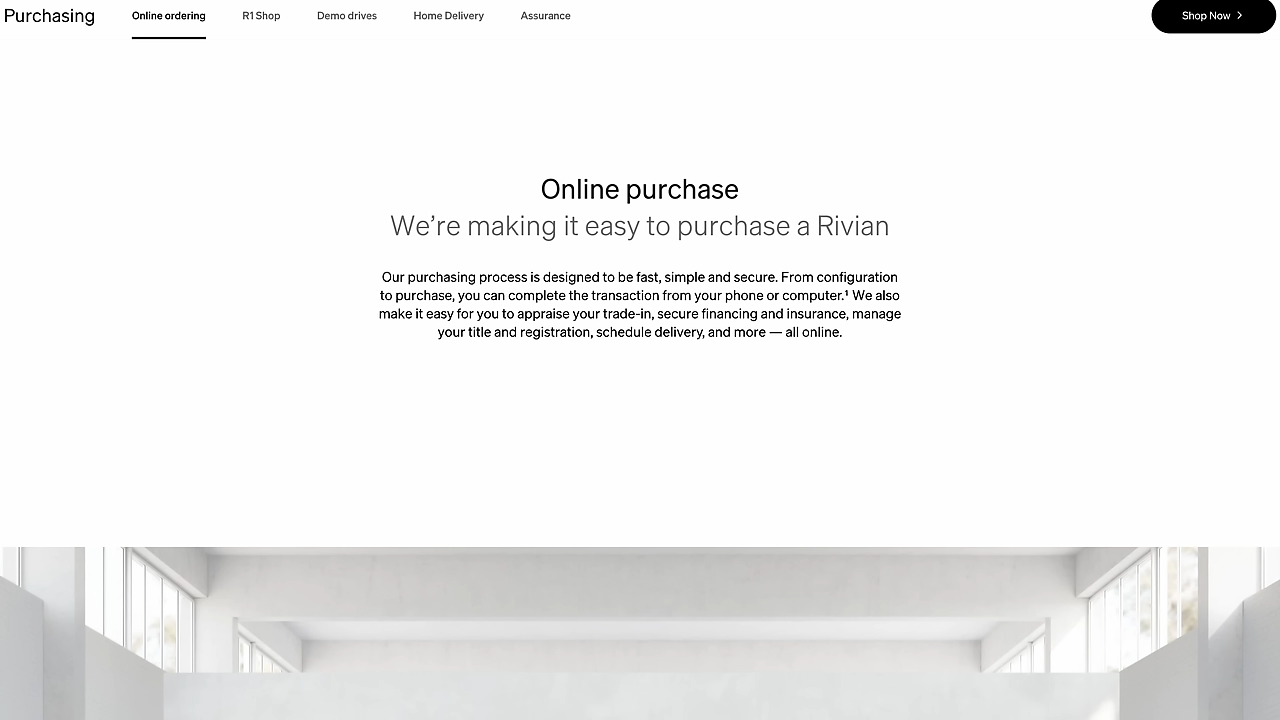 Purchasing
Online ordering
R1 Shop
Demo drives
Home Delivery
Assurance
Shop Now
Online purchase
We’re making it easy to purchase a Rivian
Our purchasing process is designed to be fast, simple and secure. From configuration
to purchase, you can complete the transaction from your phone or computer.¹ We also
make it easy for you to appraise your trade-in, secure financing and insurance, manage
your title and registration, schedule delivery, and more — all online.